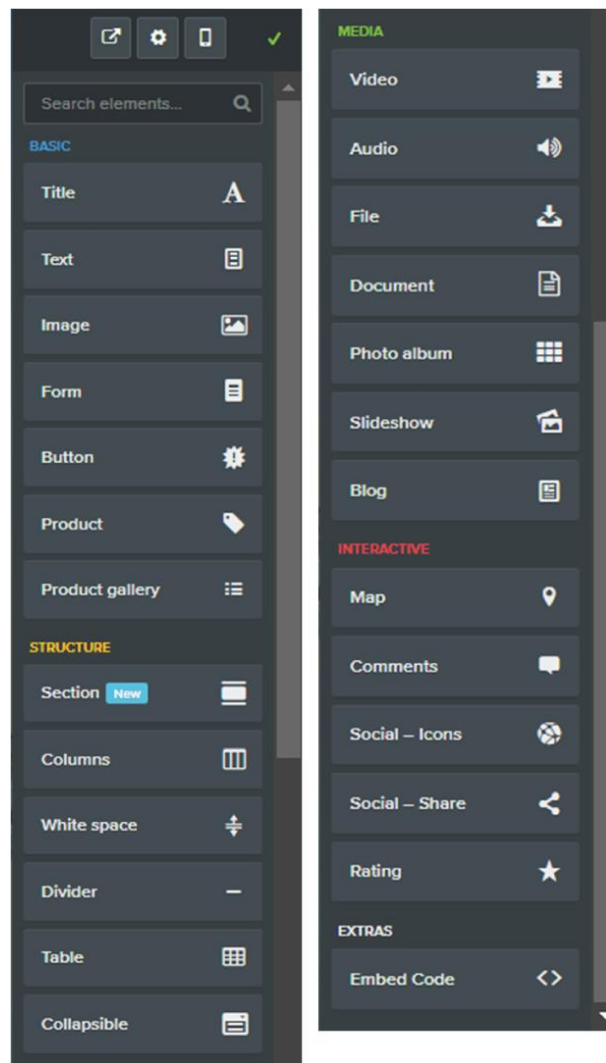 Search elements...
BASIC
Title
Text
Image
Form
Button
Product
Product gallery
STRUCTURE
Section New
Columns
White space
Divider
Table
Collapsible
MEDIA
Video
Audio
File
Document
Photo album
Slideshow
Blog
INTERACTIVE
Map
Comments
Social – Icons
Social – Share
Rating
EXTRAS
Embed Code